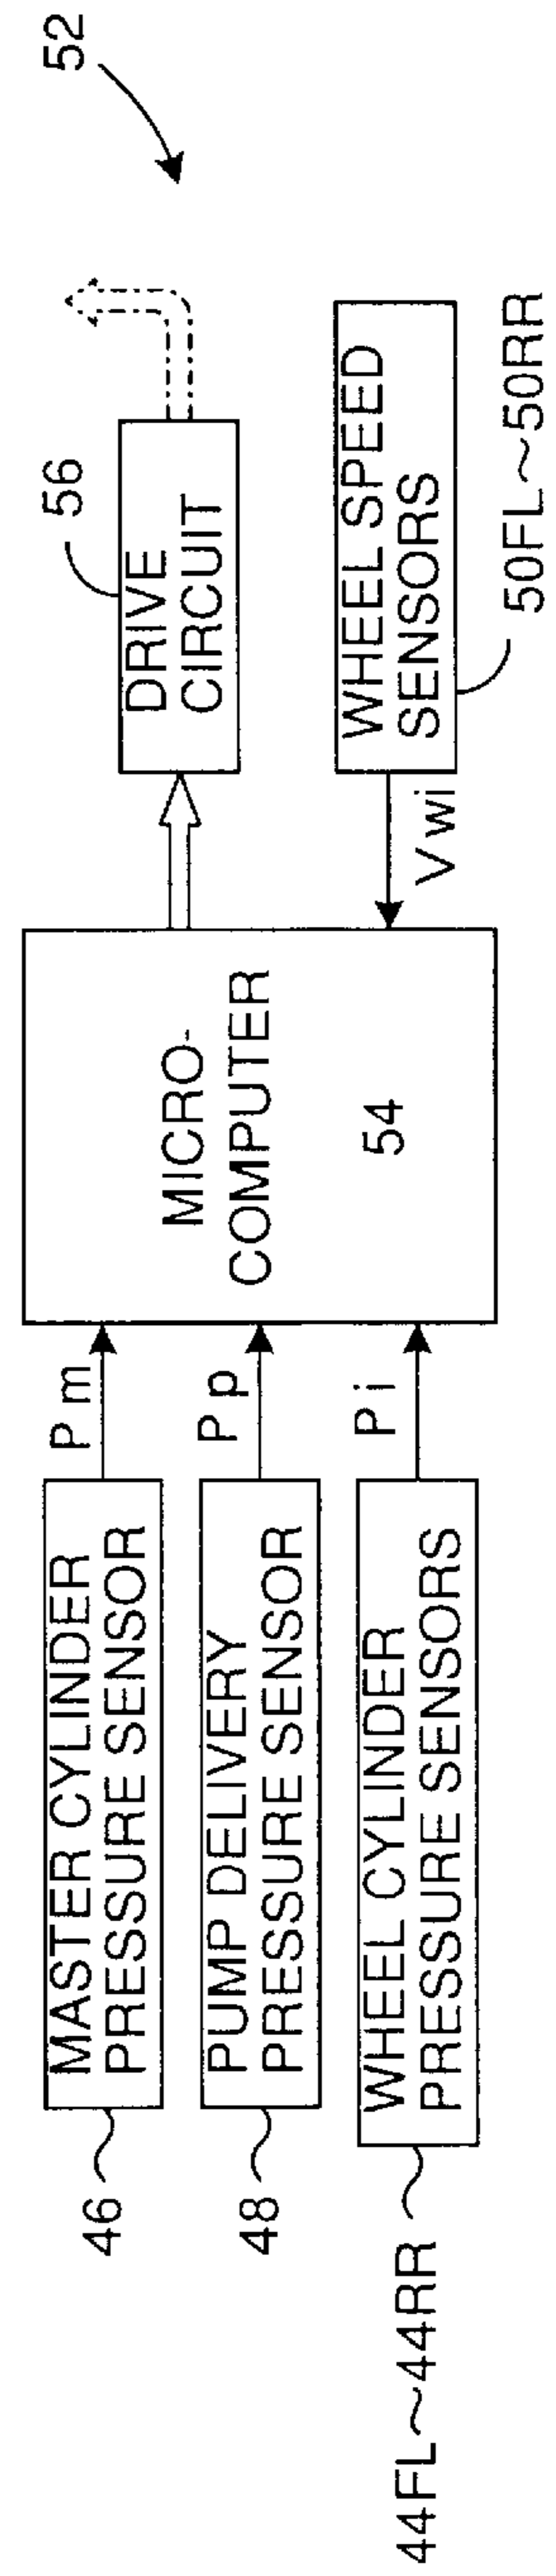 52
46
MASTER CYLINDER
PRESSURE SENSOR
Pm
48
PUMP DELIVERY
PRESSURE SENSOR
Pp
44FL~44RR
WHEEL CYLINDER
PRESSURE SENSORS
Pi
MICRO-
COMPUTER
54
56
DRIVE
CIRCUIT
Vwi
WHEEL SPEED
SENSORS
50FL~50RR